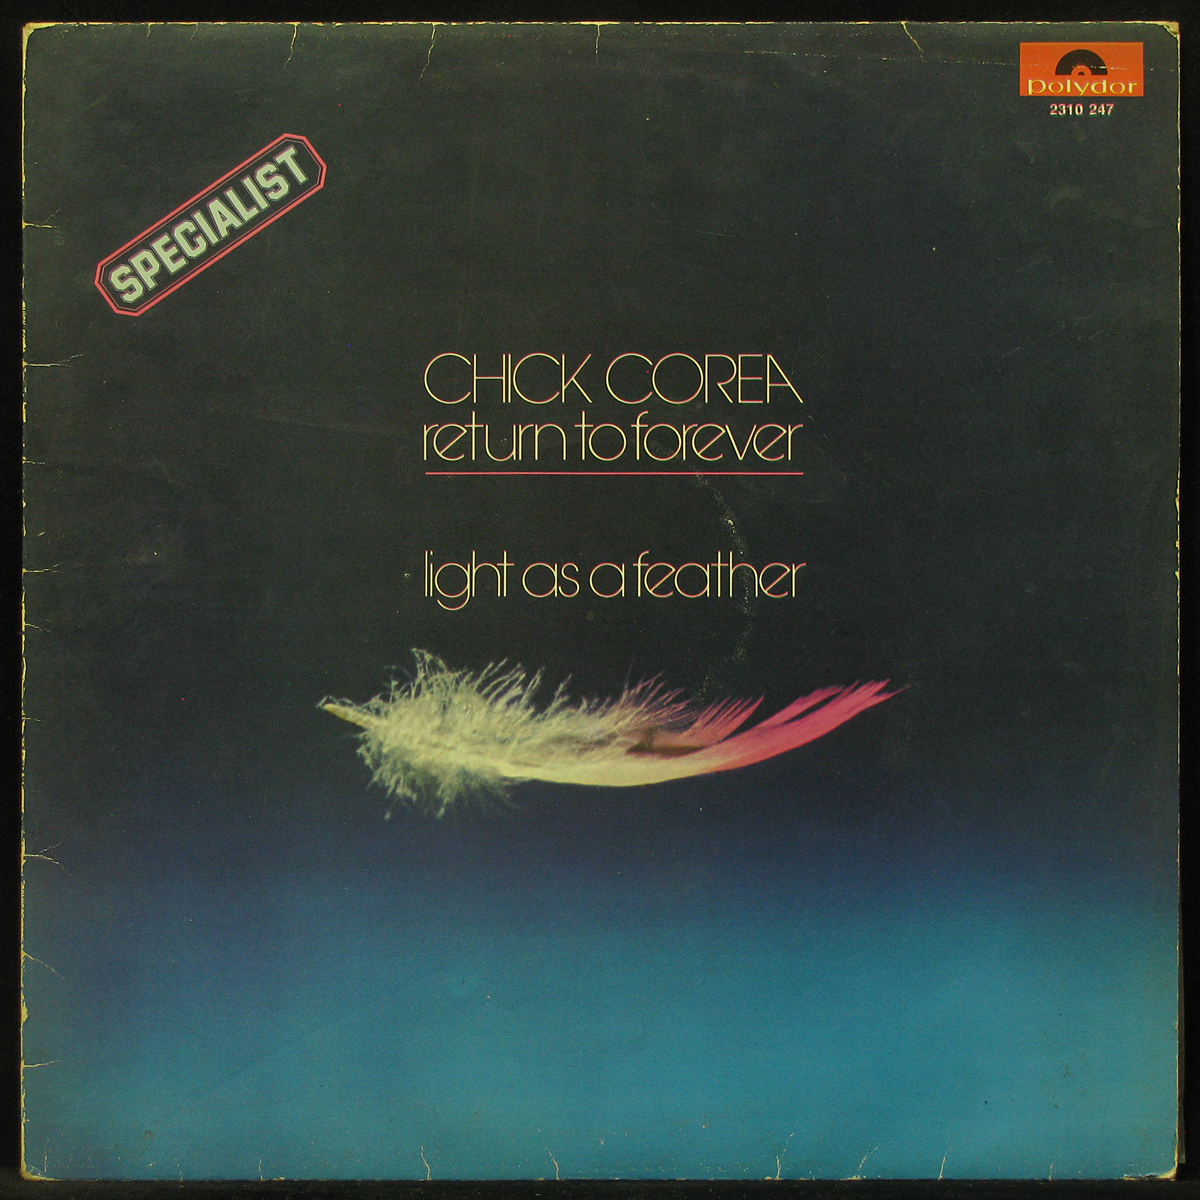 polydor
2310 247
SPECIALIST
CHICK COREA
return to forever
light as a feather